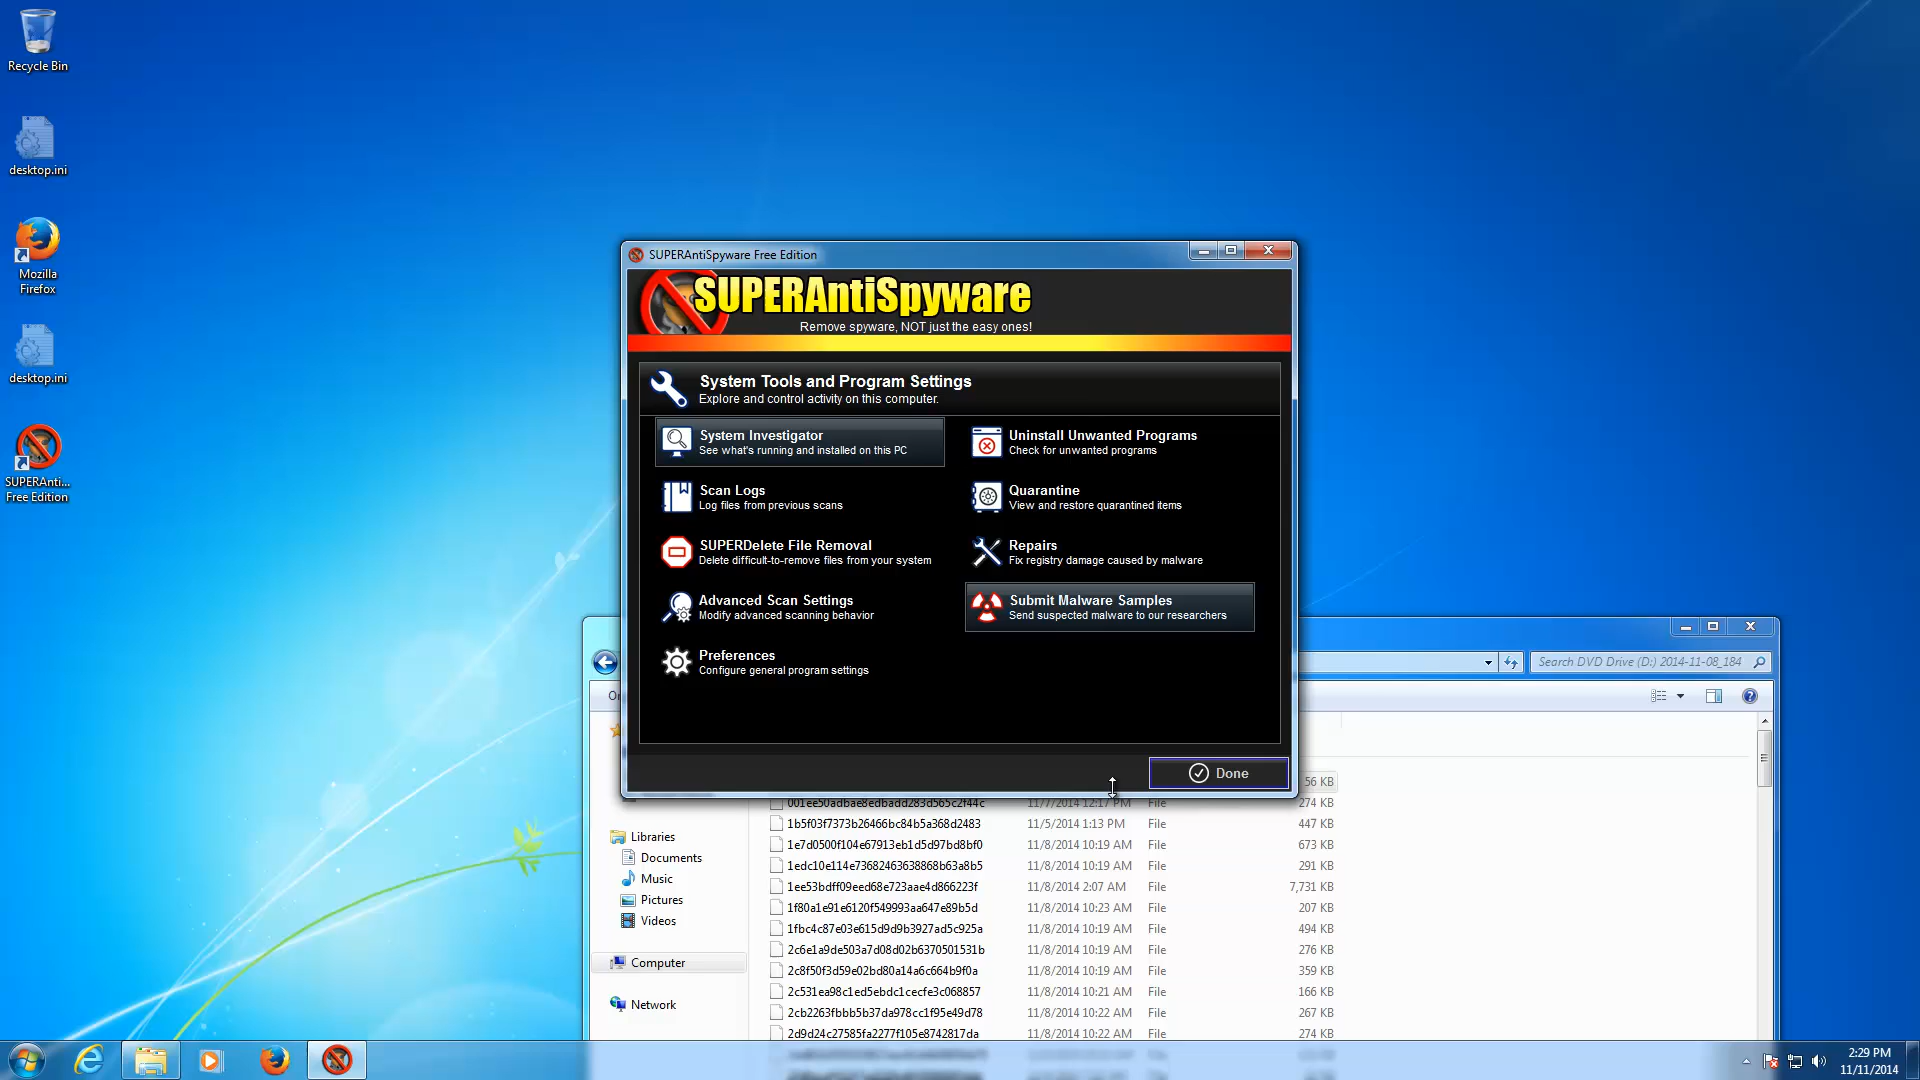 Recycle Bin
desktop.ini
Mozilla
Firefox
desktop.ini
SUPERAnti...
Free Edition
SUPERAntiSpyware Free Edition
SUPERAntiSpyware
Remove spyware, NOT just the easy ones!
System Tools and Program Settings
Explore and control activity on this computer.
System Investigator
See what's running and installed on this PC
Uninstall Unwanted Programs
Check for unwanted programs
Scan Logs
Log files from previous scans
Quarantine
View and restore quarantined items
SUPERDelete File Removal
Delete difficult-to-remove files from your system
Repairs
Fix registry damage caused by malware
Advanced Scan Settings
Modify advanced scanning behavior
Submit Malware Samples
Send suspected malware to our researchers
Preferences
Configure general program settings
Done
Search DVD Drive (D:) 2014-11-08_184
56 KB
001ee50adbae8edbadd283d565c2f44c 11/7/2014 12:17 PM File 274 KB
1b5f03f7373b26466bc84b5a368d2483 11/5/2014 1:13 PM File 447 KB
1e7d0500f104e67913eb1d5d97bd8bf0 11/8/2014 10:19 AM File 673 KB
1edc10e114e73682463638868b63a8b5 11/8/2014 10:19 AM File 291 KB
1ee53bdff09eed68e723aae4d866223f 11/8/2014 2:07 AM File 7,731 KB
1f80a1e91e6120f549993aa647e89b5d 11/8/2014 10:23 AM File 207 KB
1fbc4c87e03e615d9d9b3927ad5c925a 11/8/2014 10:19 AM File 494 KB
2c6e1a9de503a7d08d02b6370501531b 11/8/2014 10:19 AM File 276 KB
2c8f50f3d59e02bd80a14a6c664b9f0a 11/8/2014 10:19 AM File 359 KB
2c531ea98c1ed5ebdc1cecfe3c068857 11/8/2014 10:21 AM File 166 KB
2cb2263fbbb5b37da978cc1f95e49d78 11/8/2014 10:22 AM File 267 KB
2d9d24c27585fa2277f105e8742817da 11/8/2014 10:22 AM File 274 KB
Libraries
Documents
Music
Pictures
Videos
Computer
Network
2:29 PM
11/11/2014